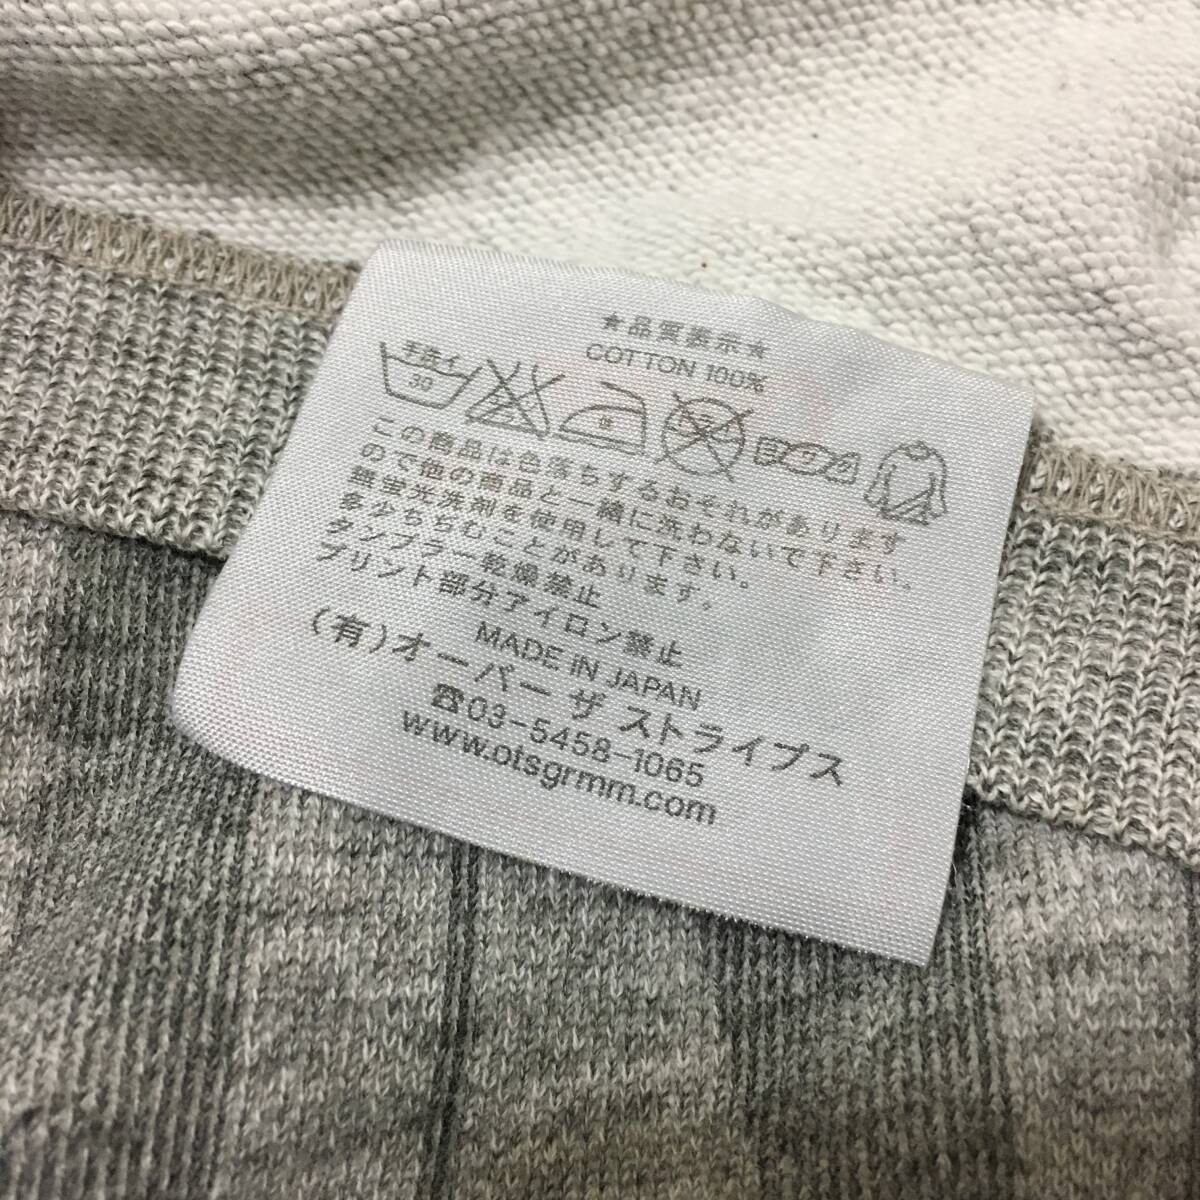 ★品質表示★
COTTON 100%
手洗イ
30
この商品は色落ちするおそれがあります
ので他の商品と一緒に洗わないで下さい。
無蛍光洗剤を使用して下さい。
多少ちぢむことがあります。
タンブラー乾燥禁止
プリント部分アイロン禁止
MADE IN JAPAN
(有)オーバー ザ ストライプス
☎03-5458-1065
www.otsgrmm.com